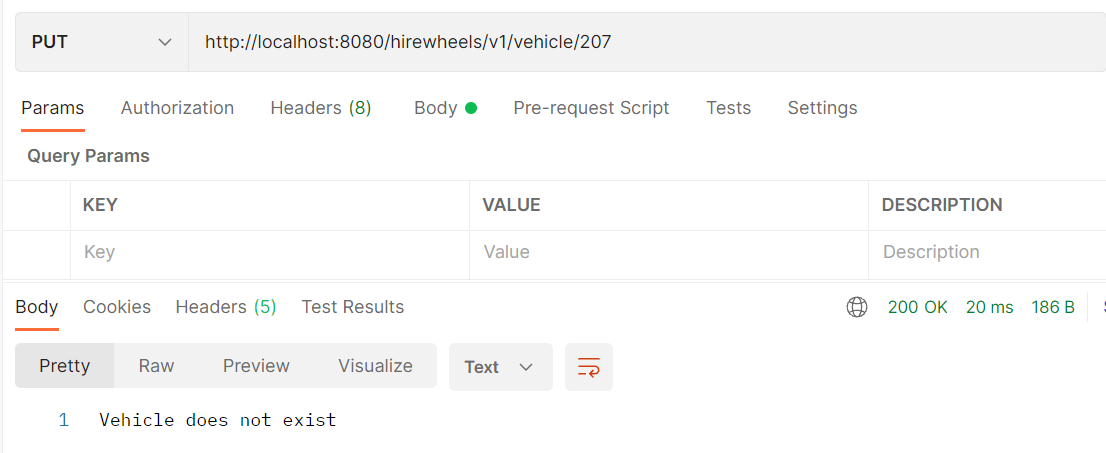 PUT http://localhost:8080/hirewheels/v1/vehicle/207
Params Authorization Headers (8) Body Pre-request Script Tests Settings
Query Params
KEY VALUE DESCRIPTION
Key Value Description
Body Cookies Headers (5) Test Results 200 OK 20 ms 186 B
Pretty Raw Preview Visualize Text
1 Vehicle does not exist